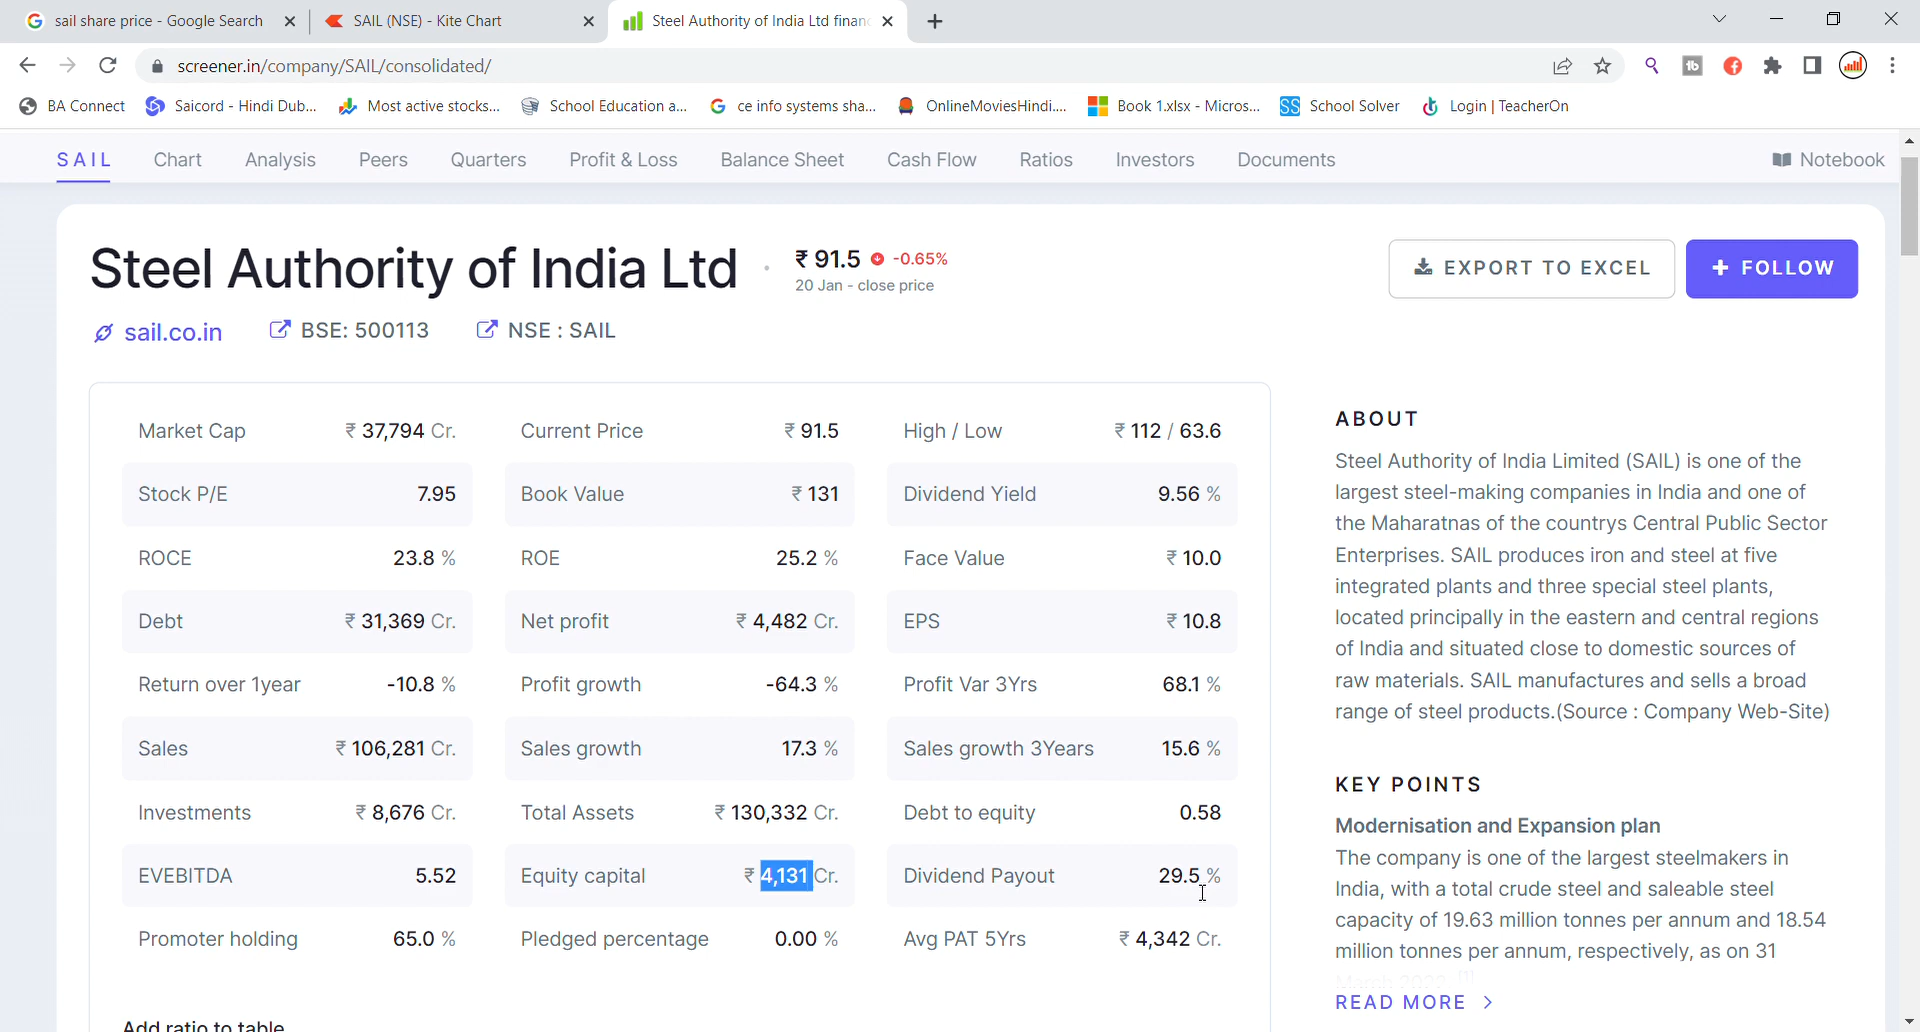 sail share price - Google Search
SAIL (NSE) - Kite Chart
Steel Authority of India Ltd finan
screener.in/company/SAIL/consolidated/
BA Connect
Saicord - Hindi Dub...
Most active stocks...
School Education a...
ce info systems sha...
OnlineMoviesHindi....
Book 1.xlsx - Micros...
School Solver
Login | TeacherOn
SAIL
Chart
Analysis
Peers
Quarters
Profit & Loss
Balance Sheet
Cash Flow
Ratios
Investors
Documents
Notebook
Steel Authority of India Ltd
₹ 91.5 -0.65%
20 Jan - close price
EXPORT TO EXCEL
+ FOLLOW
sail.co.in
BSE: 500113
NSE : SAIL
Market Cap ₹ 37,794 Cr.
Current Price ₹ 91.5
High / Low ₹ 112 / 63.6
Stock P/E 7.95
Book Value ₹ 131
Dividend Yield 9.56 %
ROCE 23.8 %
ROE 25.2 %
Face Value ₹ 10.0
Debt ₹ 31,369 Cr.
Net profit ₹ 4,482 Cr.
EPS ₹ 10.8
Return over 1year -10.8 %
Profit growth -64.3 %
Profit Var 3Yrs 68.1 %
Sales ₹ 106,281 Cr.
Sales growth 17.3 %
Sales growth 3Years 15.6 %
Investments ₹ 8,676 Cr.
Total Assets ₹ 130,332 Cr.
Debt to equity 0.58
EVEBITDA 5.52
Equity capital ₹ 4,131 Cr.
Dividend Payout 29.5 %
Promoter holding 65.0 %
Pledged percentage 0.00 %
Avg PAT 5Yrs ₹ 4,342 Cr.
Add ratio to table
ABOUT
Steel Authority of India Limited (SAIL) is one of the
largest steel-making companies in India and one of
the Maharatnas of the countrys Central Public Sector
Enterprises. SAIL produces iron and steel at five
integrated plants and three special steel plants,
located principally in the eastern and central regions
of India and situated close to domestic sources of
raw materials. SAIL manufactures and sells a broad
range of steel products.(Source : Company Web-Site)
KEY POINTS
Modernisation and Expansion plan
The company is one of the largest steelmakers in
India, with a total crude steel and saleable steel
capacity of 19.63 million tonnes per annum and 18.54
million tonnes per annum, respectively, as on 31
March 2022. [1]
READ MORE >